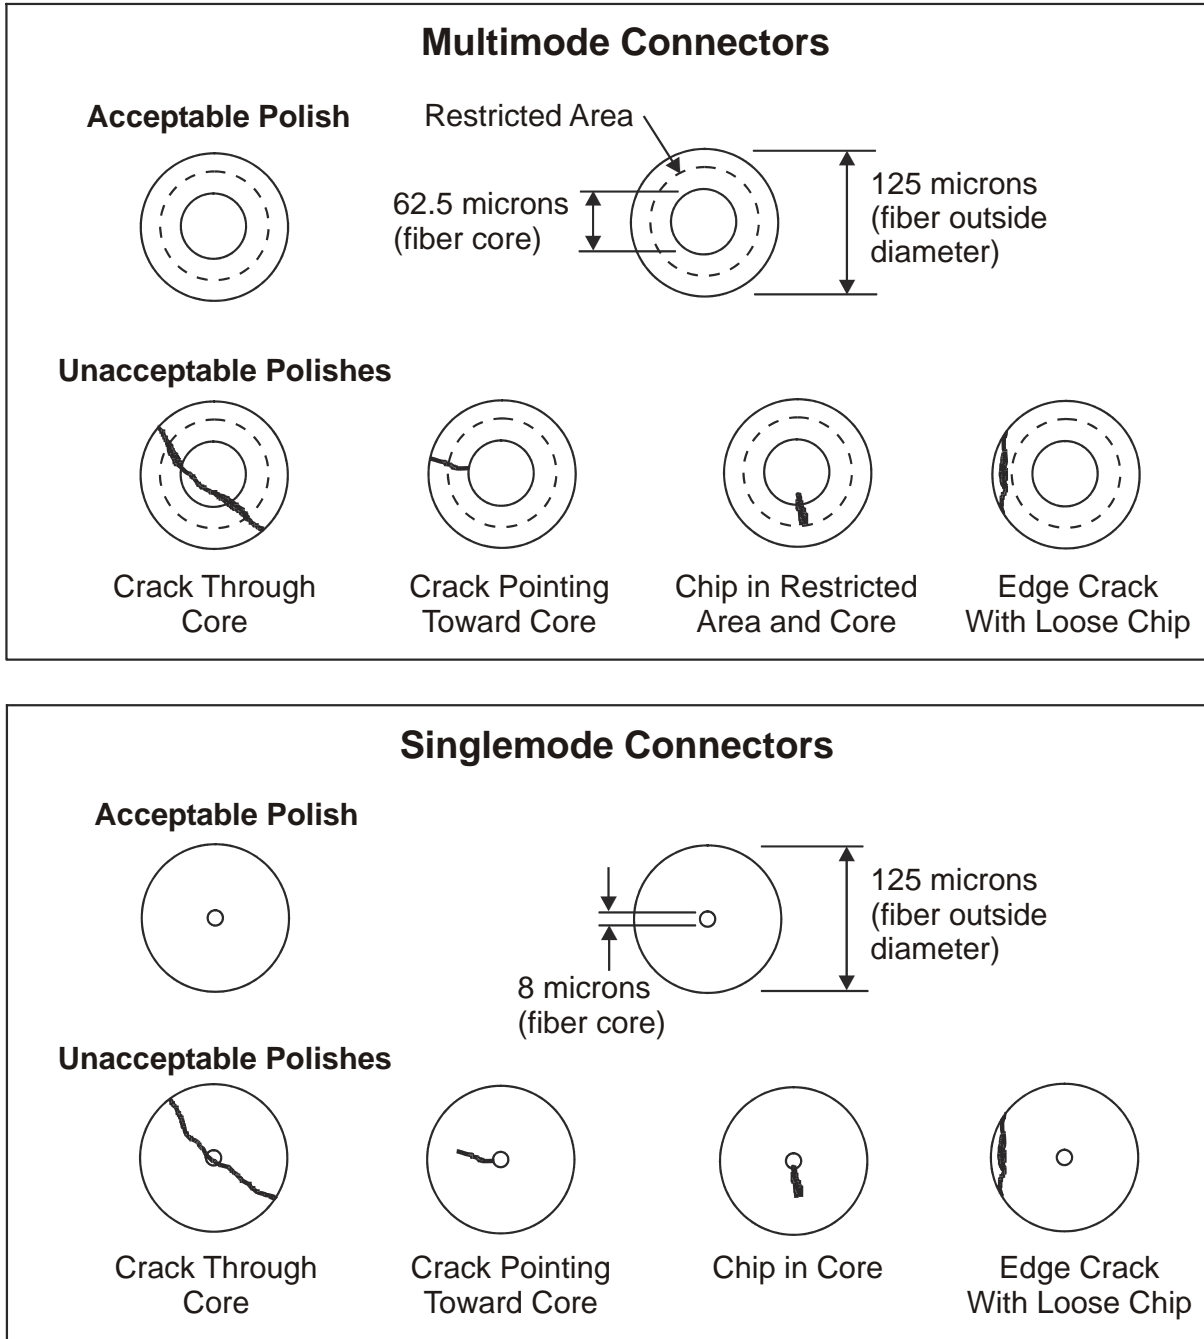 Multimode Connectors
Acceptable Polish
Restricted Area
62.5 microns
(fiber core)
125 microns
(fiber outside
diameter)
Unacceptable Polishes
Crack Through
Core
Crack Pointing
Toward Core
Chip in Restricted
Area and Core
Edge Crack
With Loose Chip
Singlemode Connectors
Acceptable Polish
8 microns
(fiber core)
125 microns
(fiber outside
diameter)
Unacceptable Polishes
Crack Through
Core
Crack Pointing
Toward Core
Chip in Core
Edge Crack
With Loose Chip